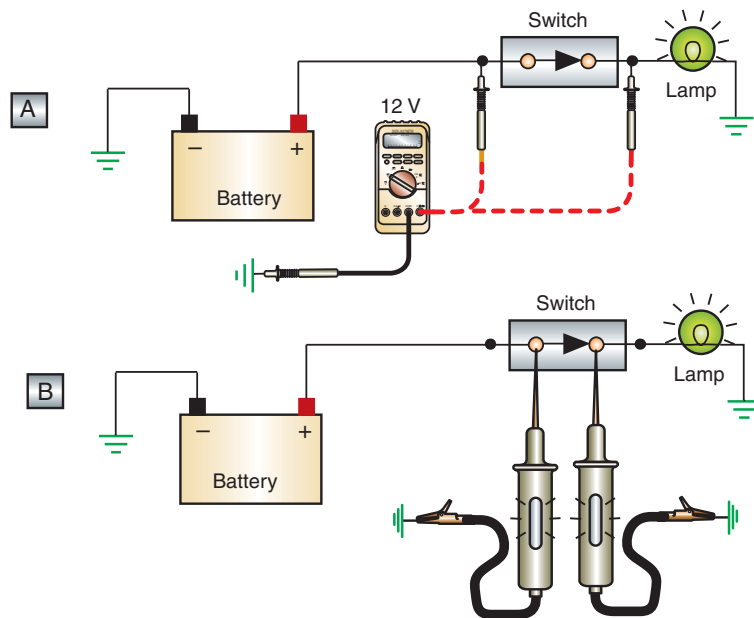 Switch
A
12 V
Lamp
− +
Battery
Switch
B
Lamp
− +
Battery